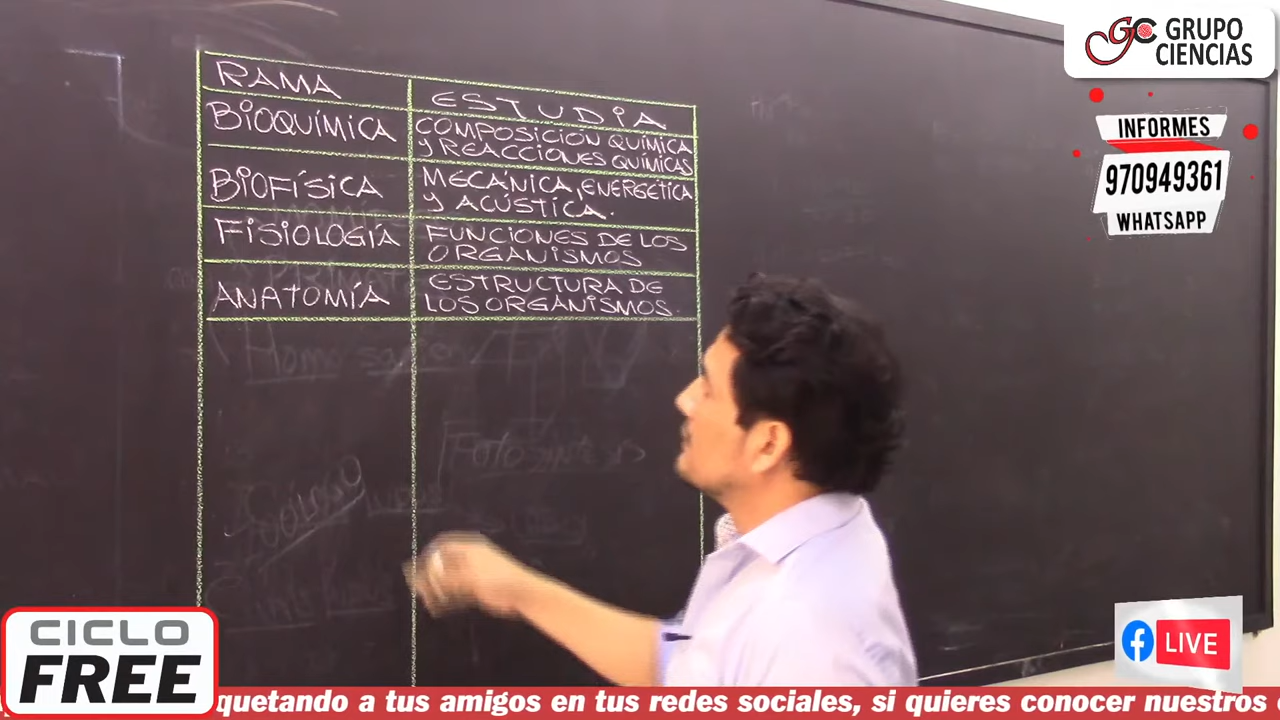 RAMA
ESTUDIA
BIOQUÍMICA
COMPOSICIÓN QUÍMICA
Y REACCIONES QUÍMICAS
BIOFÍSICA
MECÁNICA, ENERGÉTICA
Y ACÚSTICA.
FISIOLOGÍA
FUNCIONES DE LOS
ORGANISMOS
ANATOMÍA
ESTRUCTURA DE
LOS ORGANISMOS.
GC GRUPO
CIENCIAS
INFORMES
970949361
WHATSAPP
CICLO
FREE
LIVE
quetando a tus amigos en tus redes sociales, si quieres conocer nuestros